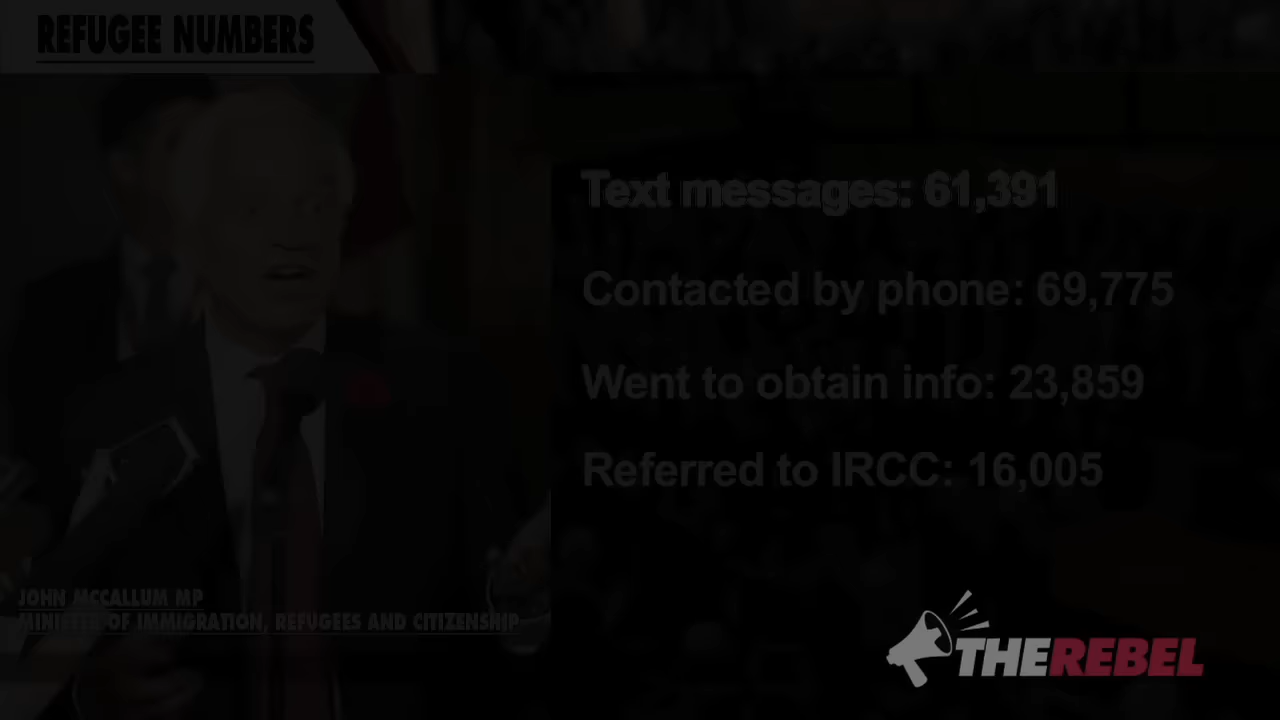 REFUGEE NUMBERS
Text messages: 61,391
Contacted by phone: 69,775
Went to obtain info: 23,859
Referred to IRCC: 16,005
JOHN MCCALLUM MP
MINISTER OF IMMIGRATION, REFUGEES AND CITIZENSHIP
THEREBEL